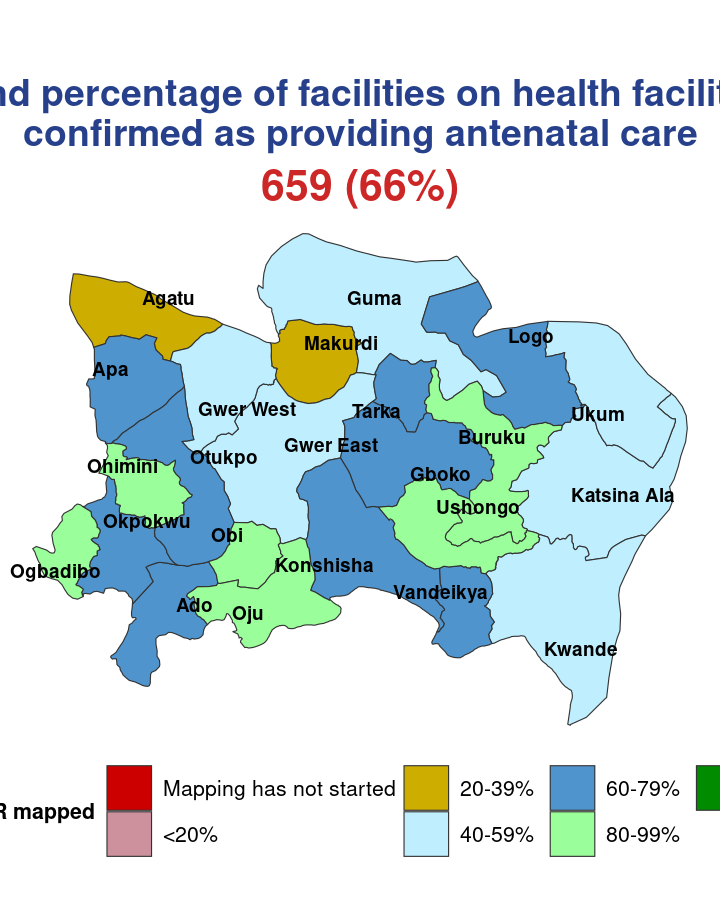 percentage of facilities on health
confirmed as providing antenatal care
659 (66%)
Agatu
Guma
Logo
Makurdi
Apa
Gwer West
Tarka
Ukum
Buruku
Gwer East
Otukpo
Ohimini
Gboko
Katsina Ala
Ushongo
Okpokwu
Obi
Konshisha
Ogbadibo
Vandeikya
Ado
Oju
Kwande
Mapping has not started
20-39%
60-79%
mapped
<20%
40-59%
80-99%